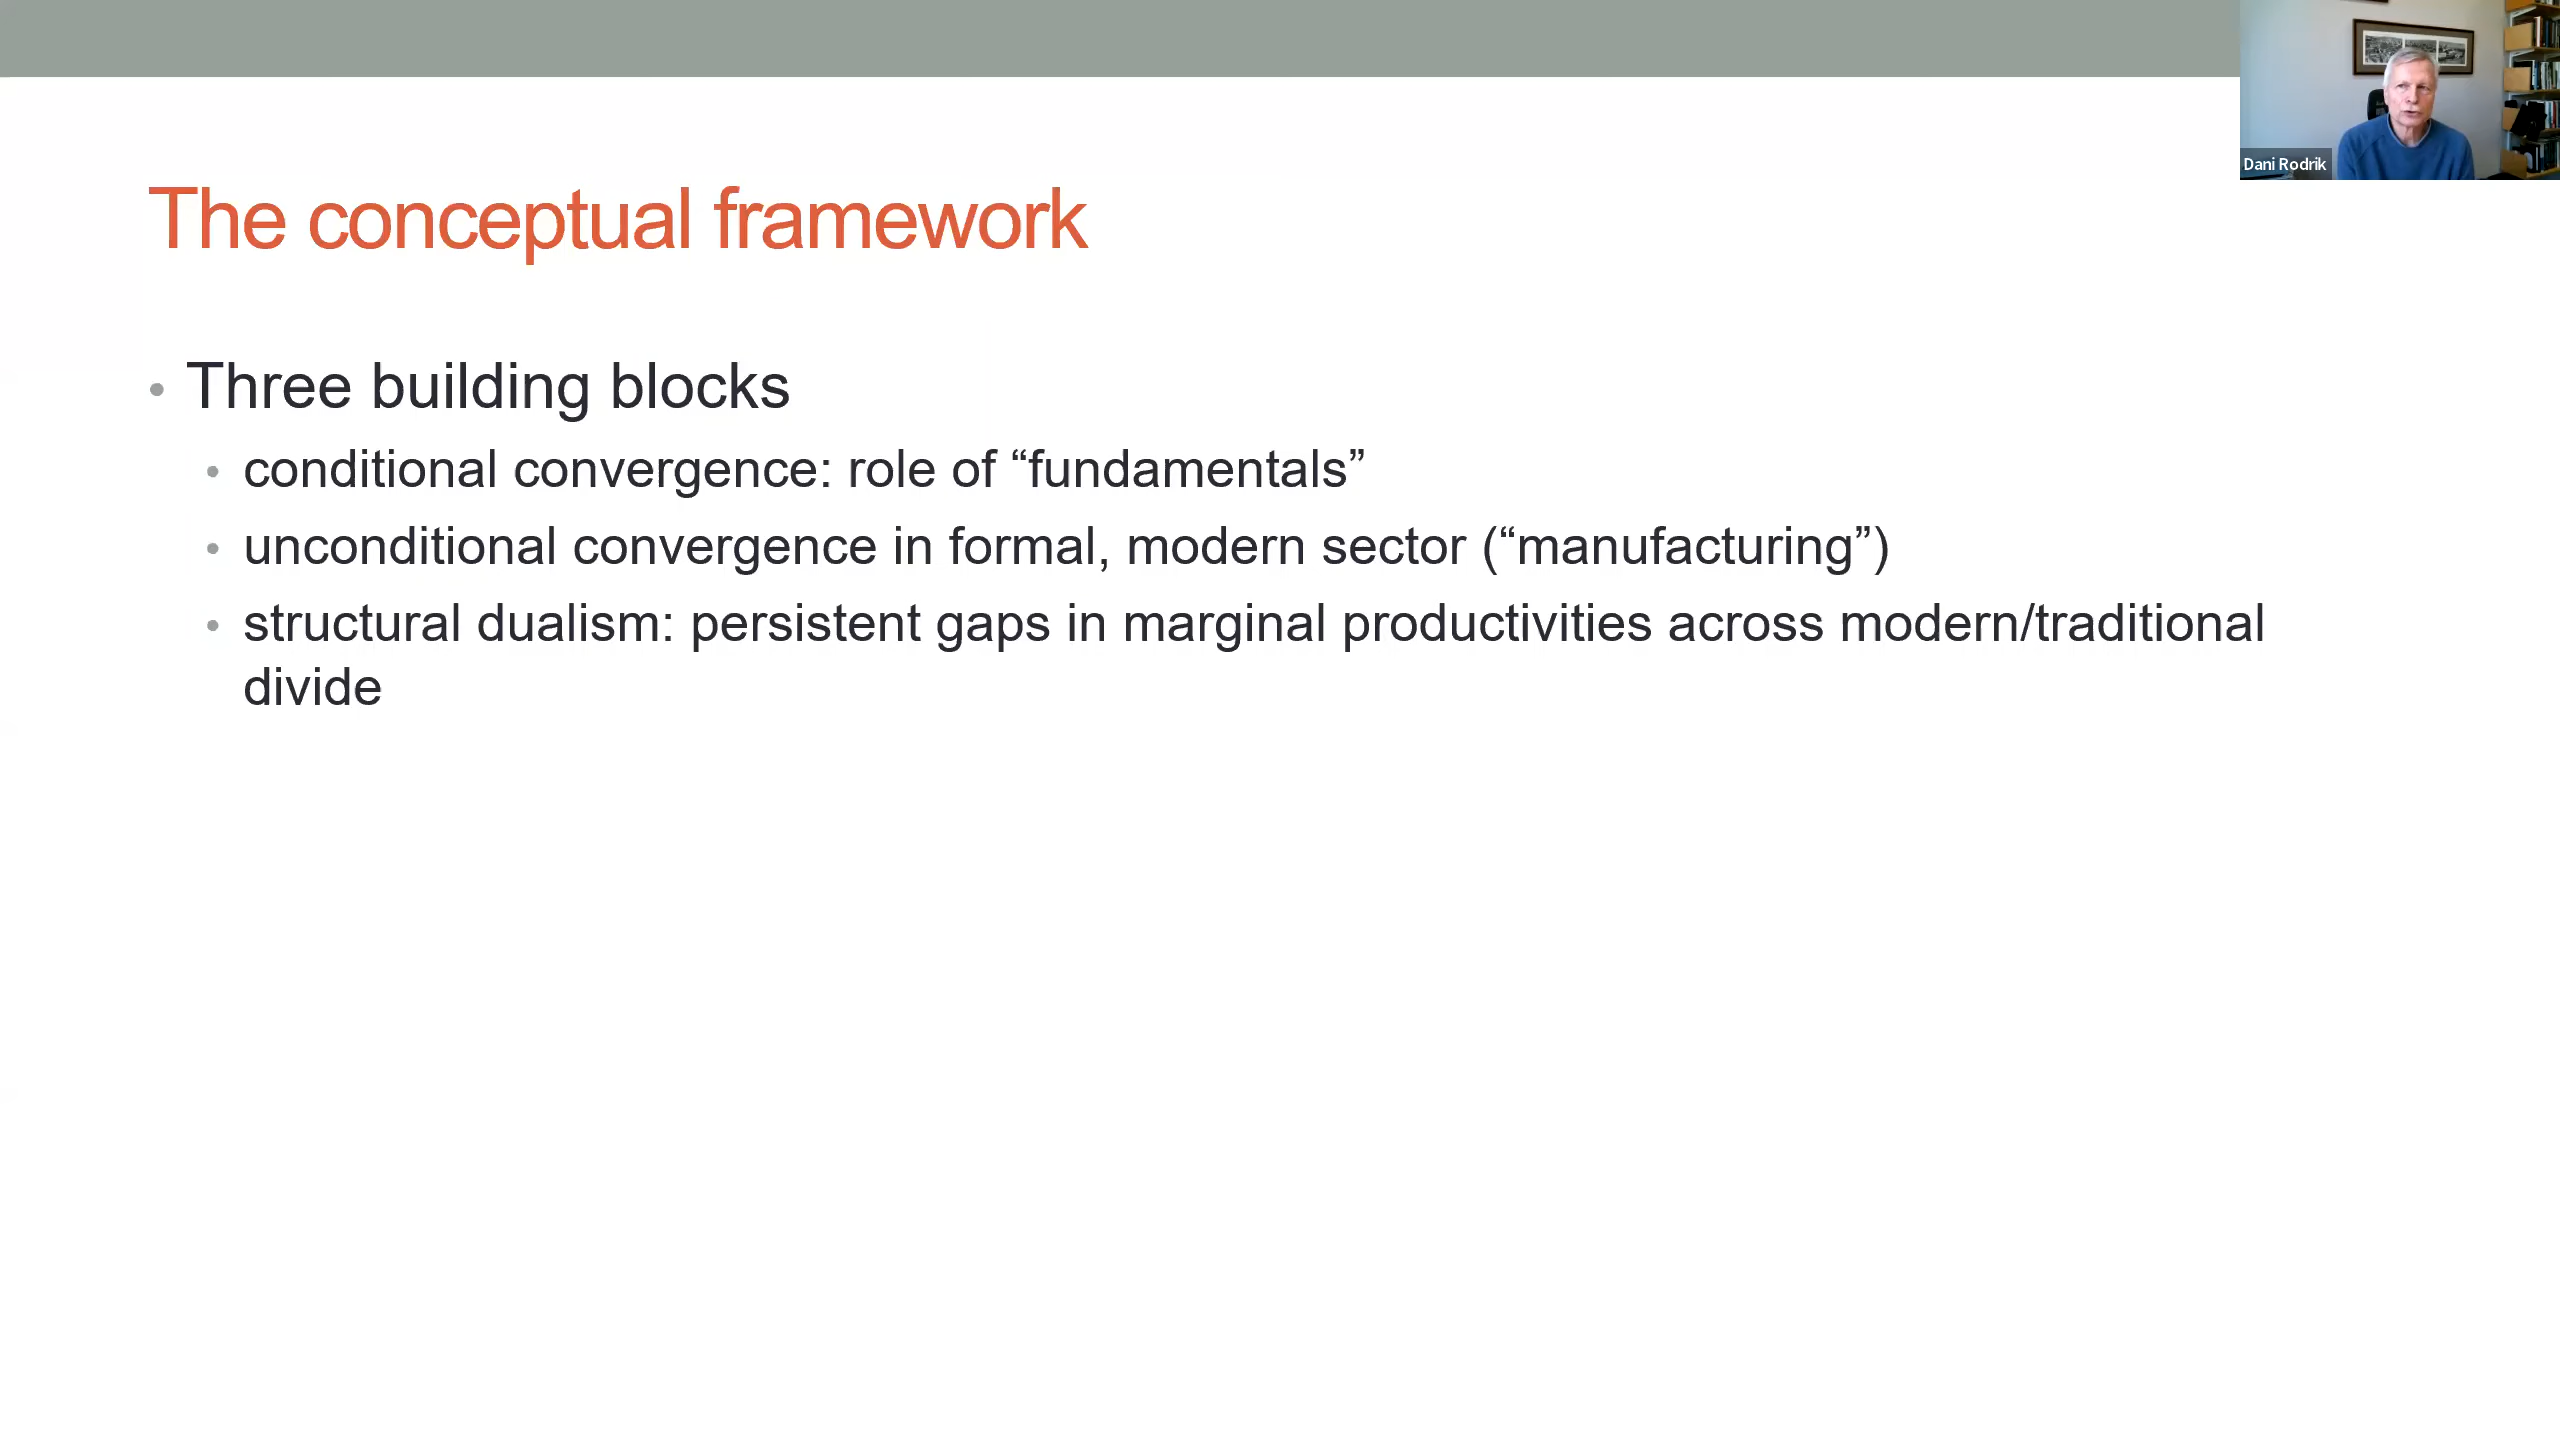 Dani Rodrik
The conceptual framework
• Three building blocks
• conditional convergence: role of “fundamentals”
• unconditional convergence in formal, modern sector (“manufacturing”)
• structural dualism: persistent gaps in marginal productivities across modern/traditional
divide